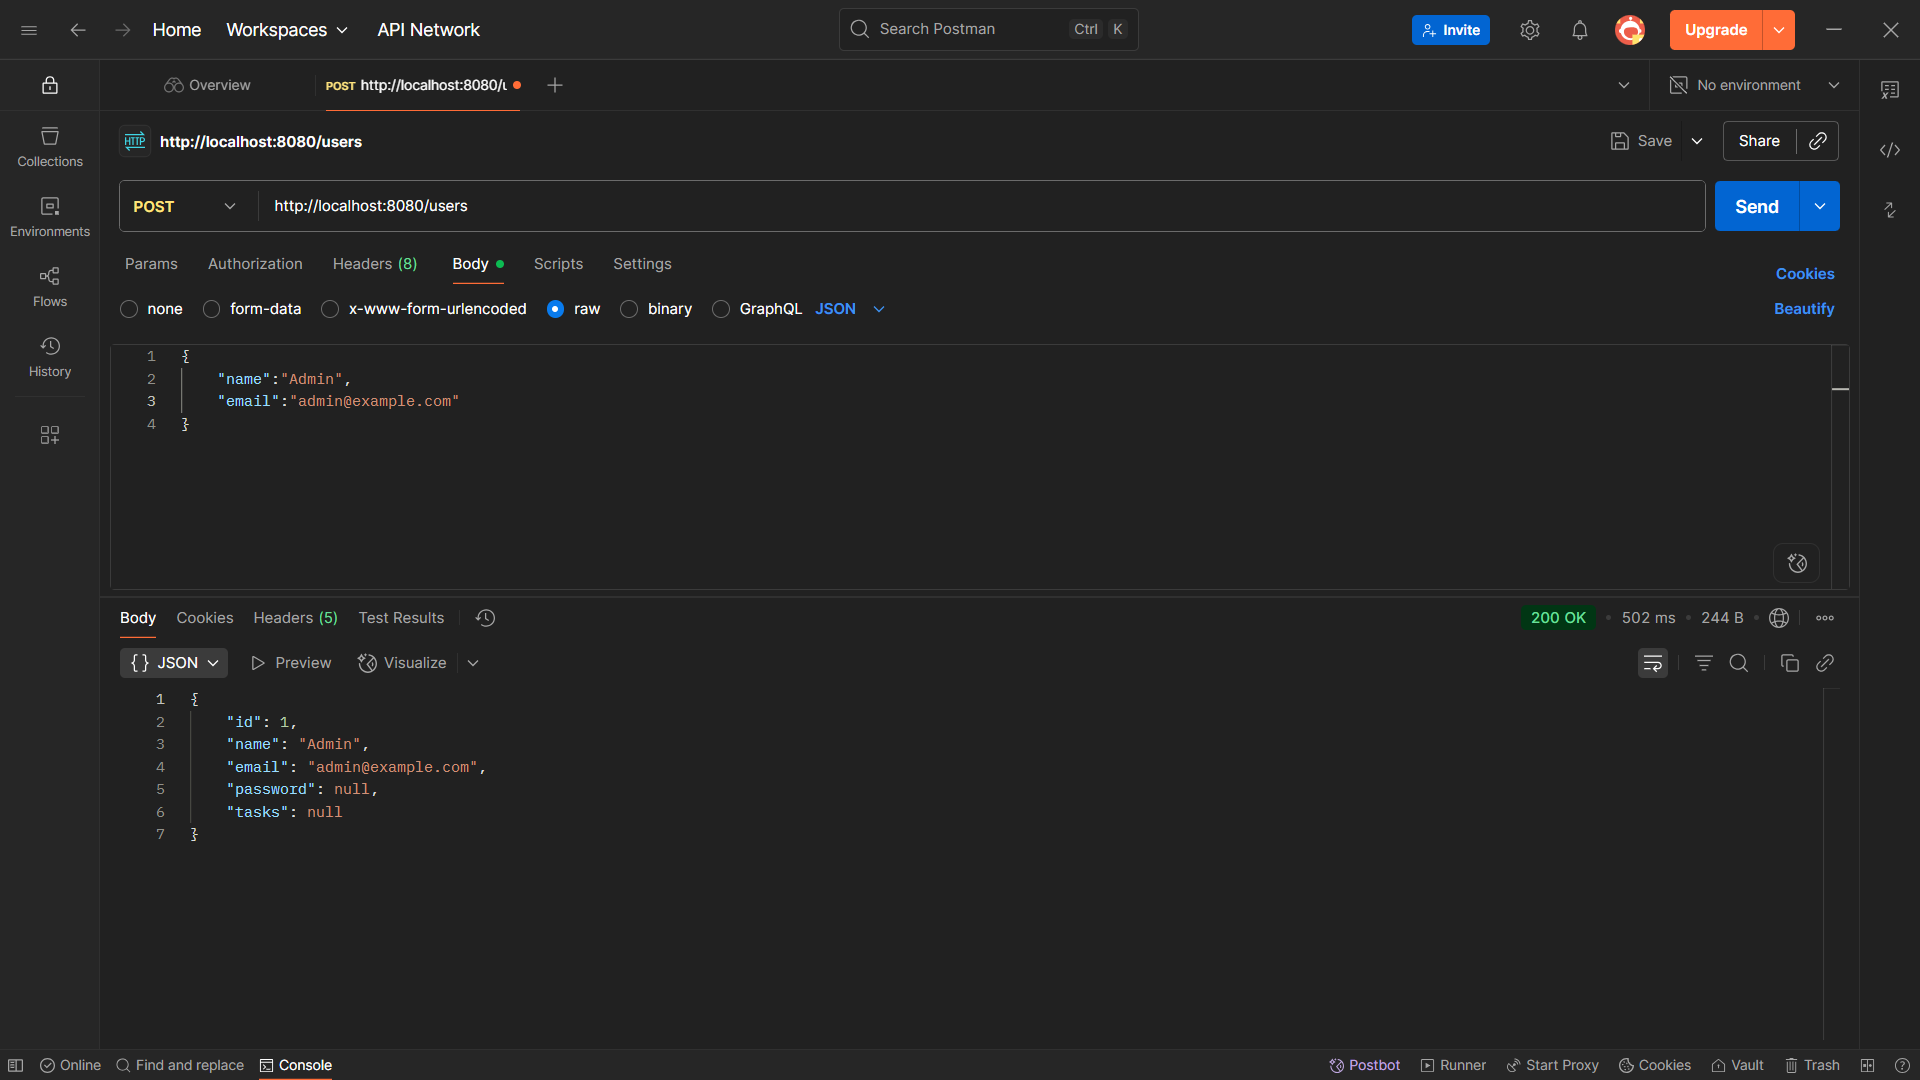 Home Workspaces API Network Search Postman Ctrl K Invite Upgrade
Overview POST http://localhost:8080/u No environment
HTTP http://localhost:8080/users Save Share
POST http://localhost:8080/users Send
Collections
Environments
Flows
History
Params Authorization Headers (8) Body Scripts Settings Cookies
none form-data x-www-form-urlencoded raw binary GraphQL JSON Beautify
1 {
2 "name":"Admin",
3 "email":"admin@example.com"
4 }
Body Cookies Headers (5) Test Results 200 OK 502 ms 244 B
{} JSON Preview Visualize
1 {
2 "id": 1,
3 "name": "Admin",
4 "email": "admin@example.com",
5 "password": null,
6 "tasks": null
7 }
Online Find and replace Console Postbot Runner Start Proxy Cookies Vault Trash